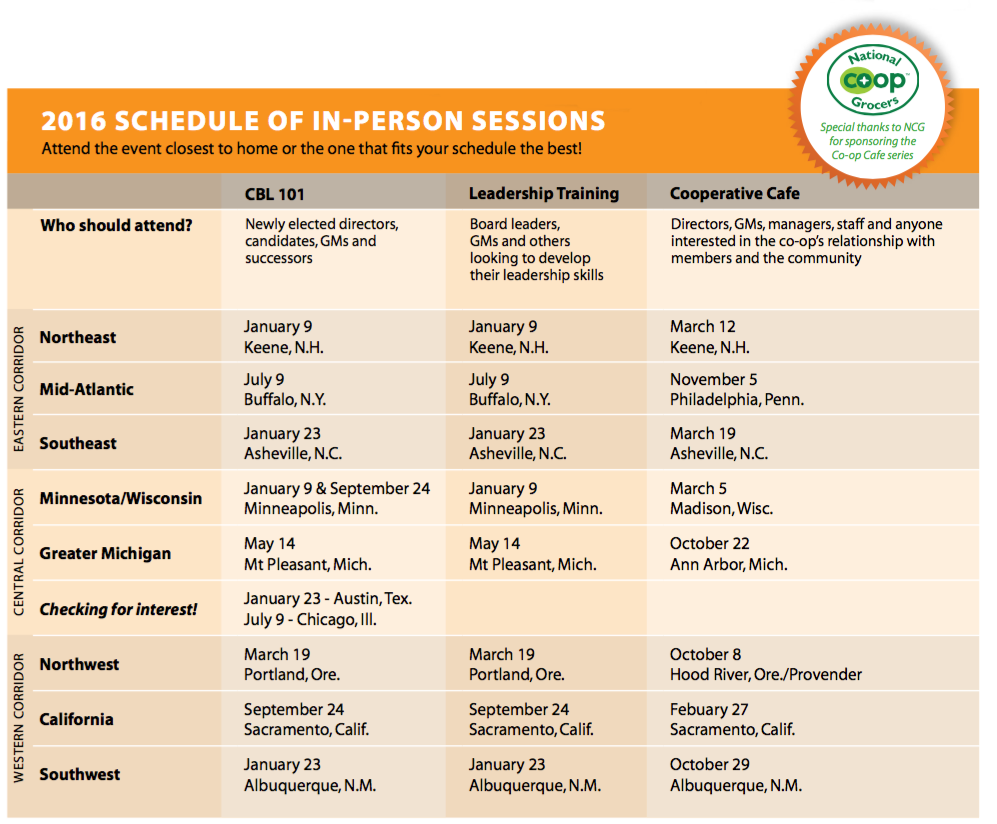 National
co+op™
Grocers
Special thanks to NCG
for sponsoring the
Co-op Cafe series
2016 SCHEDULE OF IN-PERSON SESSIONS
Attend the event closest to home or the one that fits your schedule the best!
CBL 101 Leadership Training Cooperative Cafe
Who should attend?
Newly elected directors,
candidates, GMs and
successors
Board leaders,
GMs and others
looking to develop
their leadership skills
Directors, GMs, managers, staff and anyone
interested in the co-op's relationship with
members and the community
EASTERN CORRIDOR
Northeast
January 9
Keene, N.H.
January 9
Keene, N.H.
March 12
Keene, N.H.
Mid-Atlantic
July 9
Buffalo, N.Y.
July 9
Buffalo, N.Y.
November 5
Philadelphia, Penn.
Southeast
January 23
Asheville, N.C.
January 23
Asheville, N.C.
March 19
Asheville, N.C.
CENTRAL CORRIDOR
Minnesota/Wisconsin
January 9 & September 24
Minneapolis, Minn.
January 9
Minneapolis, Minn.
March 5
Madison, Wisc.
Greater Michigan
May 14
Mt Pleasant, Mich.
May 14
Mt Pleasant, Mich.
October 22
Ann Arbor, Mich.
Checking for interest!
January 23 - Austin, Tex.
July 9 - Chicago, Ill.
WESTERN CORRIDOR
Northwest
March 19
Portland, Ore.
March 19
Portland, Ore.
October 8
Hood River, Ore./Provender
California
September 24
Sacramento, Calif.
September 24
Sacramento, Calif.
Febuary 27
Sacramento, Calif.
Southwest
January 23
Albuquerque, N.M.
January 23
Albuquerque, N.M.
October 29
Albuquerque, N.M.